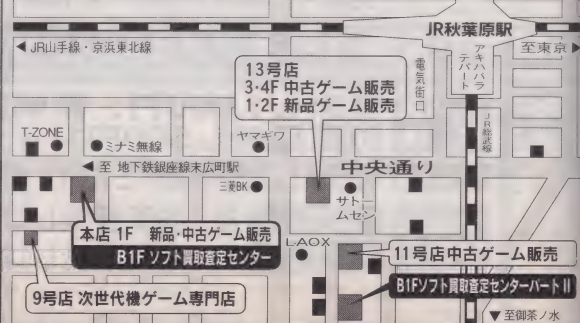 JR秋葉原駅
◀ JR山手線・京浜東北線
至東京 ▶
アキハバラ
デパート
電気街口
13号店
3・4F 中古ゲーム販売
1・2F 新品ゲーム販売
JR総武線
T-ZONE
ミナミ無線
ヤマギワ
◀ 至 地下鉄銀座線末広町駅
中央通り
三菱BK
サトー
ムセン
本店 1F 新品・中古ゲーム販売
B1F ソフト買取査定センター
LAOX
11号店中古ゲーム販売
B1Fソフト買取査定センターパートII
9号店 次世代機ゲーム専門店
▼ 至御茶ノ水